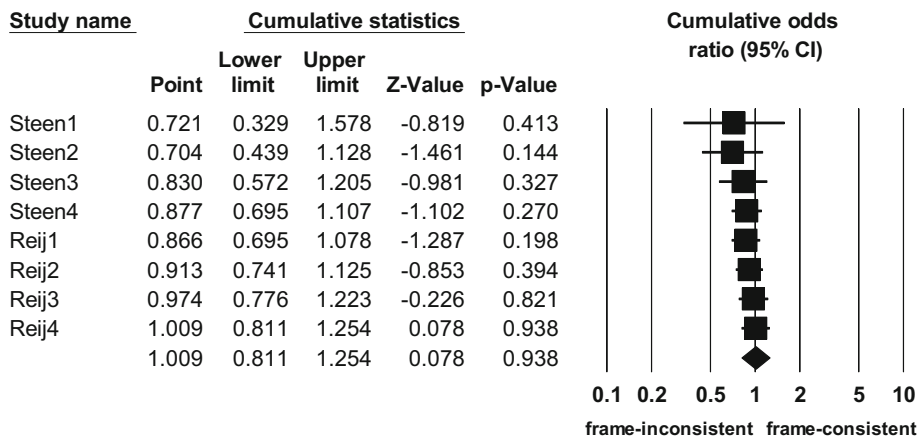 Study name Cumulative statistics Cumulative odds ratio (95% CI)
Point Lower limit Upper limit Z-Value p-Value
Steen1 0.721 0.329 1.578 -0.819 0.413
Steen2 0.704 0.439 1.128 -1.461 0.144
Steen3 0.830 0.572 1.205 -0.981 0.327
Steen4 0.877 0.695 1.107 -1.102 0.270
Reij1 0.866 0.695 1.078 -1.287 0.198
Reij2 0.913 0.741 1.125 -0.853 0.394
Reij3 0.974 0.776 1.223 -0.226 0.821
Reij4 1.009 0.811 1.254 0.078 0.938
1.009 0.811 1.254 0.078 0.938
0.1 0.2 0.5 1 2 5 10
frame-inconsistent frame-consistent